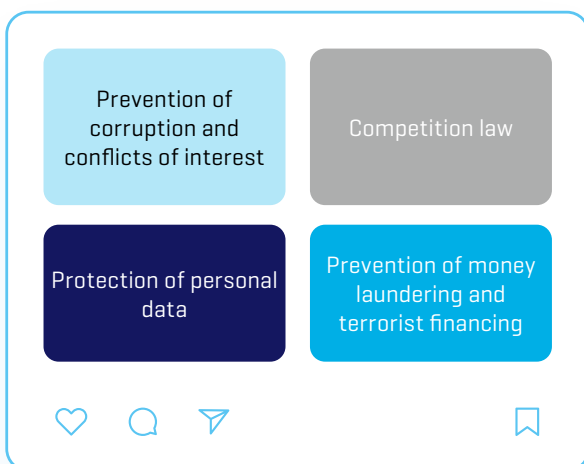 Prevention of
corruption and
conflicts of interest
Competition law
Protection of personal
data
Prevention of money
laundering and
terrorist financing